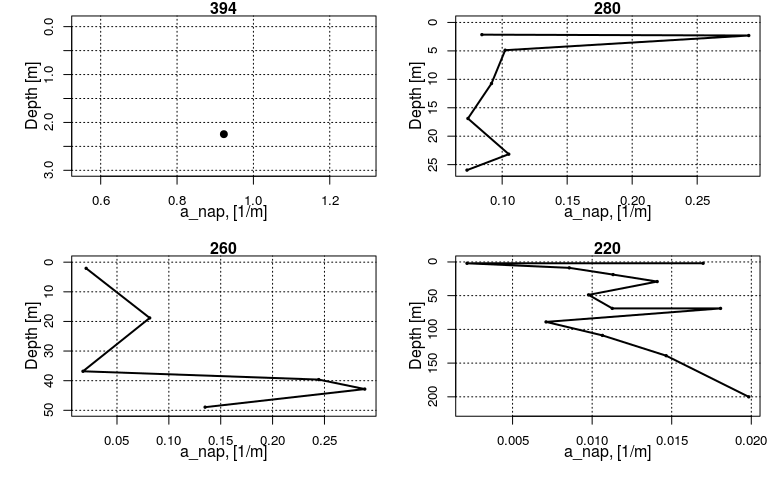 394
0.0
1.0
2.0
3.0
Depth [m]
0.6 0.8 1.0 1.2
a_nap, [1/m]
280
0
5
10
15
20
25
Depth [m]
0.10 0.15 0.20 0.25
a_nap, [1/m]
260
0
10
20
30
40
50
Depth [m]
0.05 0.10 0.15 0.20 0.25
a_nap, [1/m]
220
0
50
100
150
200
Depth [m]
0.005 0.010 0.015 0.020
a_nap, [1/m]